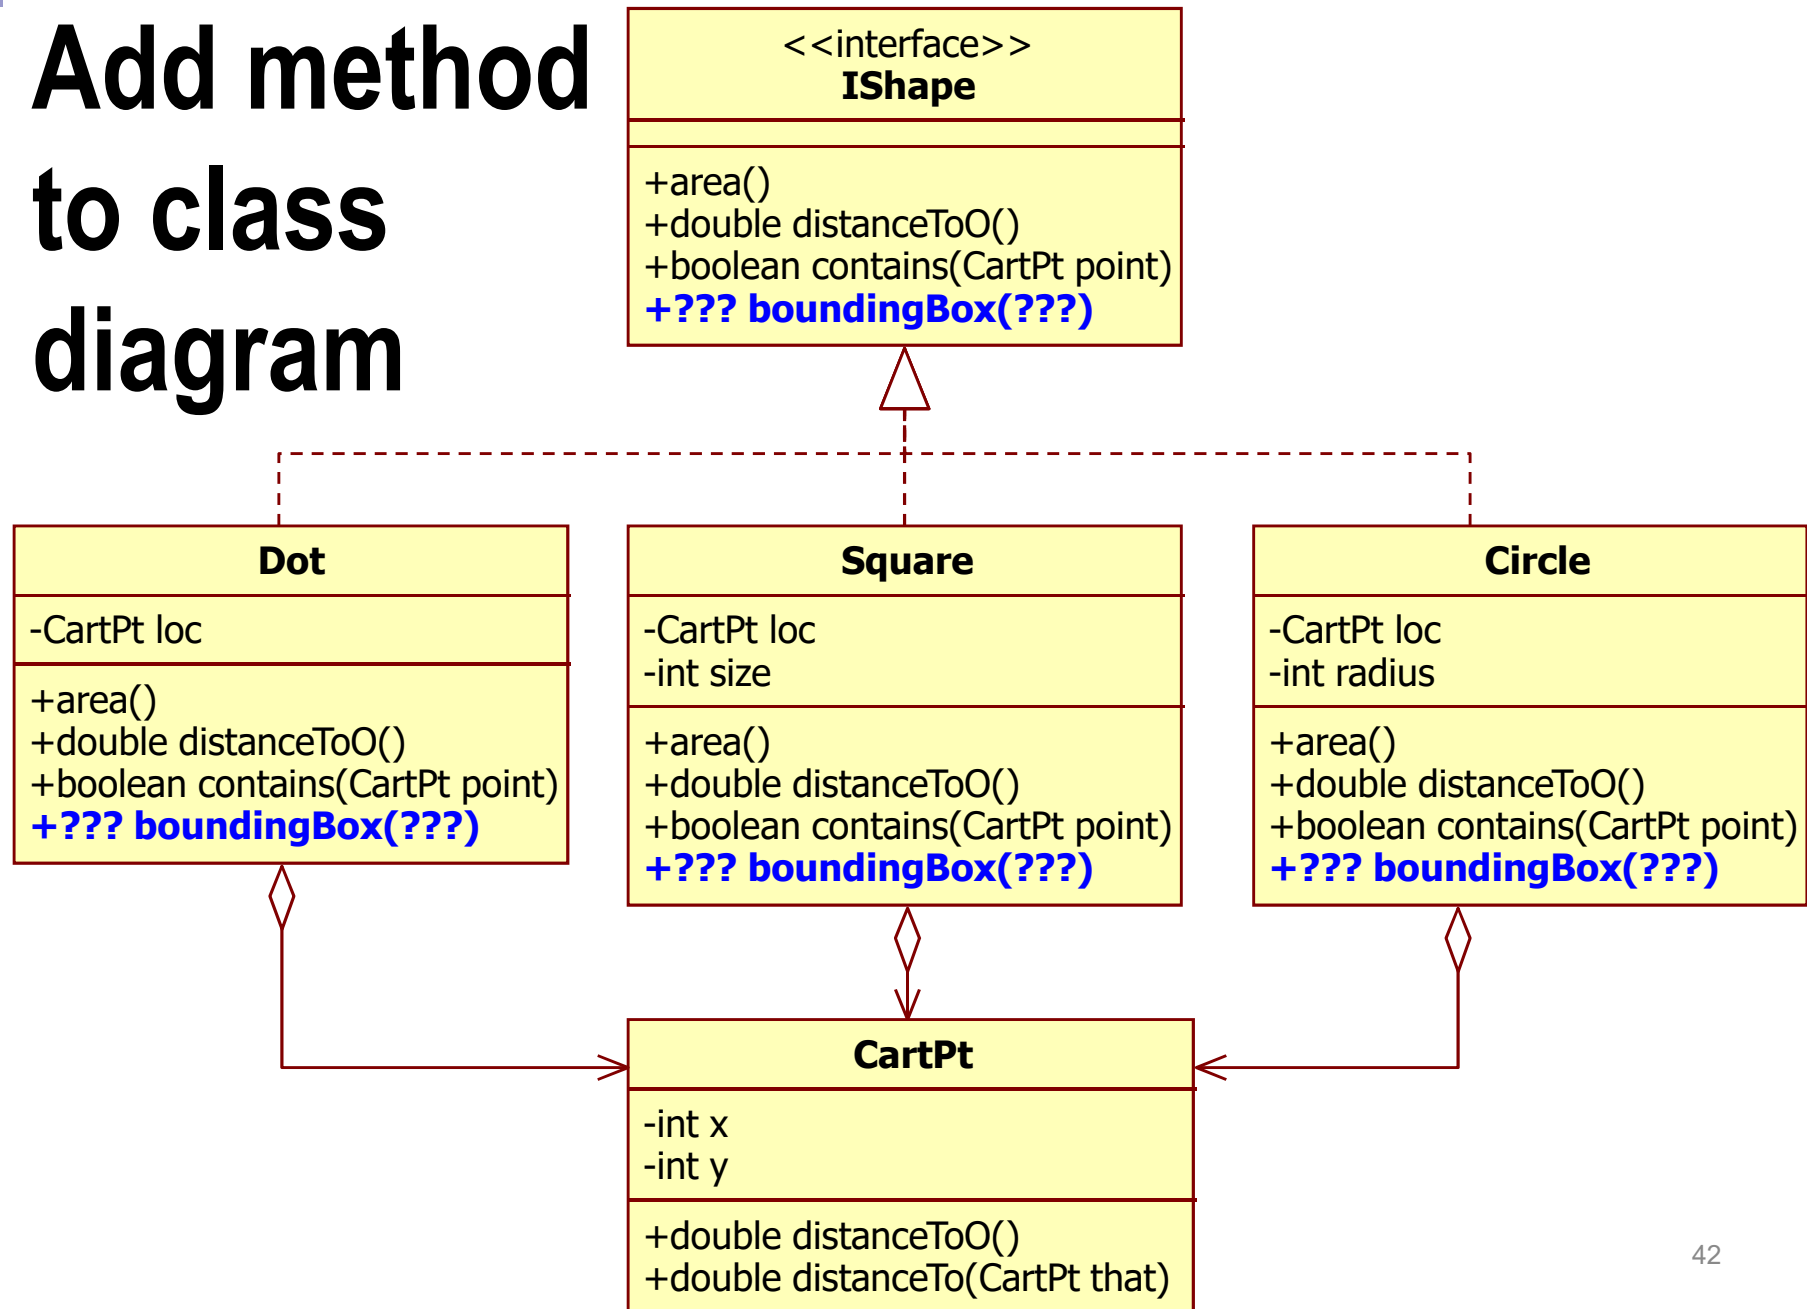 Add method
to class
diagram
<<interface>>
IShape
+area()
+double distanceToO()
+boolean contains(CartPt point)
+??? boundingBox(???)
Dot
-CartPt loc
+area()
+double distanceToO()
+boolean contains(CartPt point)
+??? boundingBox(???)
Square
-CartPt loc
-int size
+area()
+double distanceToO()
+boolean contains(CartPt point)
+??? boundingBox(???)
Circle
-CartPt loc
-int radius
+area()
+double distanceToO()
+boolean contains(CartPt point)
+??? boundingBox(???)
CartPt
-int x
-int y
+double distanceToO()
+double distanceTo(CartPt that)
42